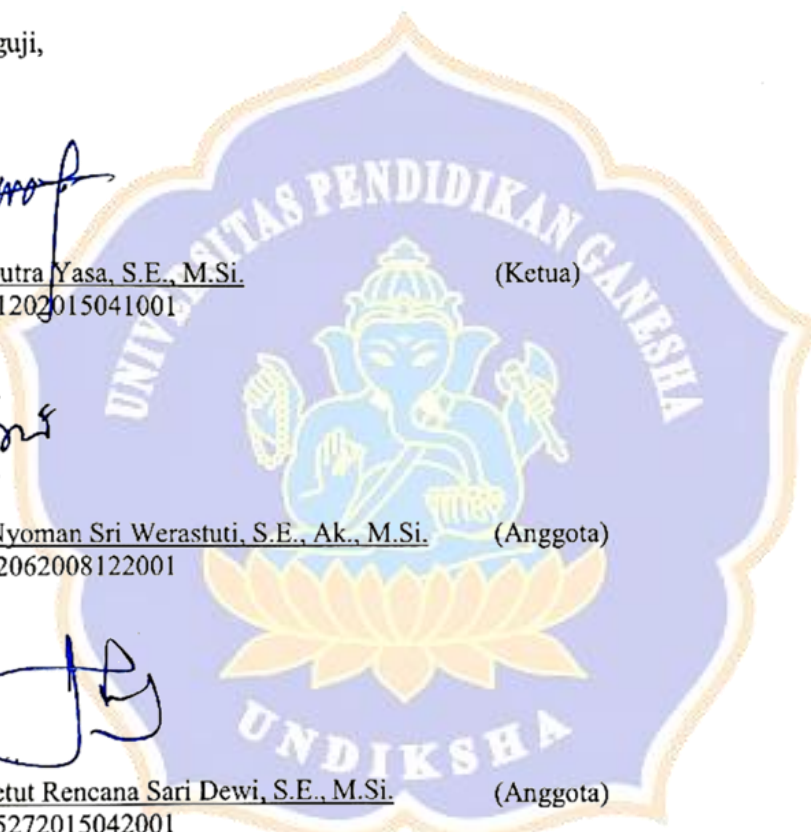 guji,
UNIVERSITAS PENDIDIKAN GANESHA
utra Yasa, S.E., M.Si. (Ketua)
1202015041001
Nyoman Sri Werastuti, S.E., Ak., M.Si. (Anggota)
2062008122001
UNDIKSHA
etut Rencana Sari Dewi, S.E., M.Si. (Anggota)
5272015042001